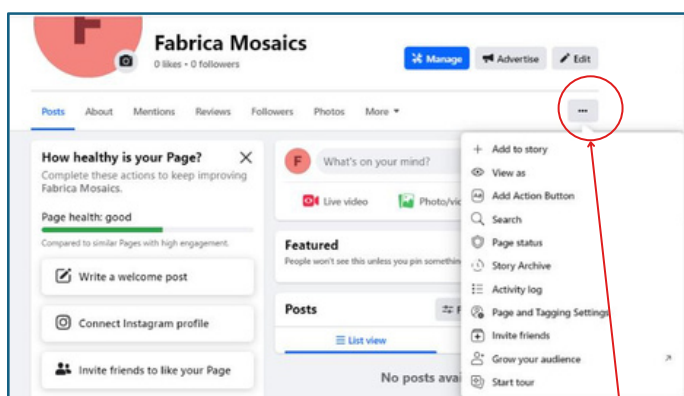 F
Fabrica Mosaics
0 likes • 0 followers
Manage
Advertise
Edit
Posts About Mentions Reviews Followers Photos More
How healthy is your Page?
Complete these actions to keep improving
Fabrica Mosaics.
Page health: good
Compared to similar Pages with high engagement.
Write a welcome post
Connect Instagram profile
Invite friends to like your Page
F What's on your mind?
Live video
Photo/vid
Featured
People won't see this unless you pin something
Posts
List view
No posts avai
Add to story
View as
Add Action Button
Search
Page status
Story Archive
Activity log
Page and Tagging Settings
Invite friends
Grow your audience
Start tour